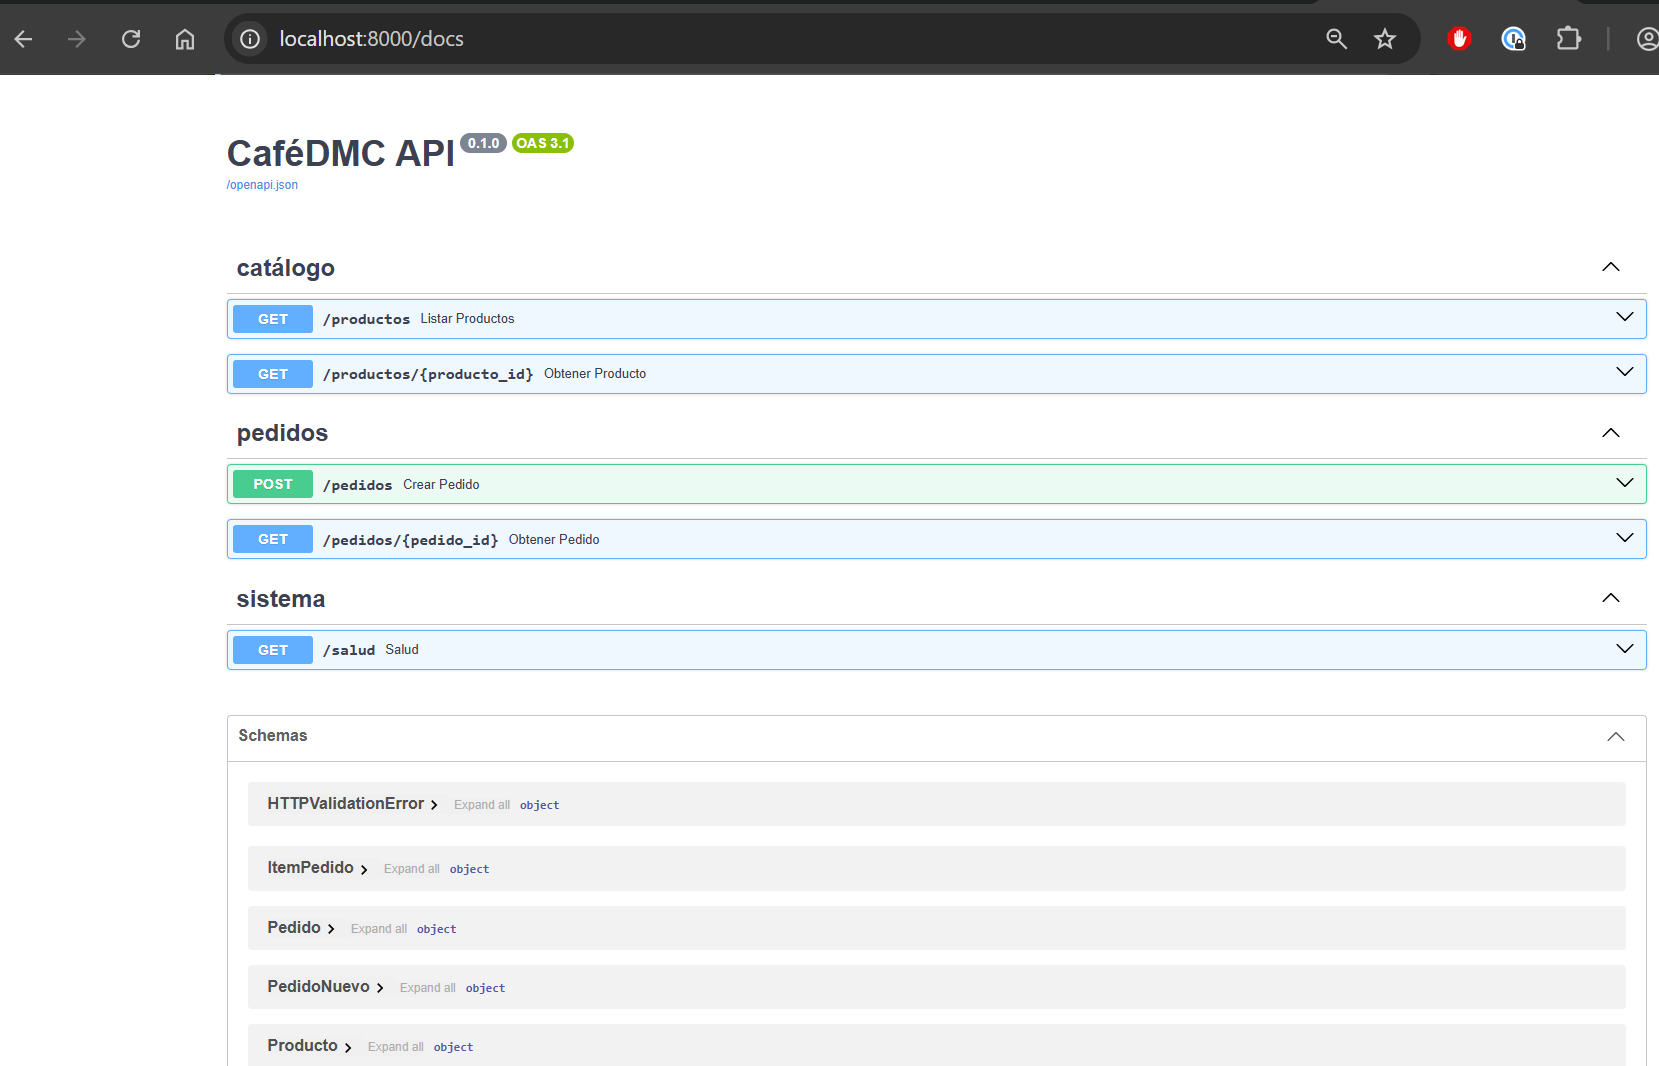 localhost:8000/docs
CaféDMC API 0.1.0 OAS 3.1
/openapi.json
catálogo
GET /productos Listar Productos
GET /productos/{producto_id} Obtener Producto
pedidos
POST /pedidos Crear Pedido
GET /pedidos/{pedido_id} Obtener Pedido
sistema
GET /salud Salud
Schemas
HTTPValidationError Expand all object
ItemPedido Expand all object
Pedido Expand all object
PedidoNuevo Expand all object
Producto Expand all object